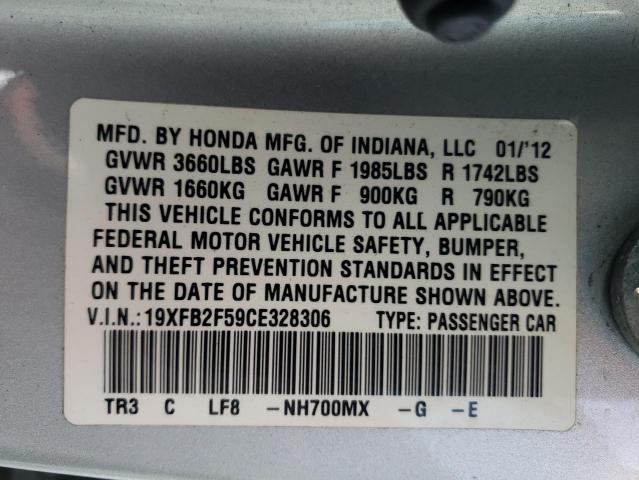 MFD. BY HONDA MFG. OF INDIANA, LLC 01/'12
GVWR 3660LBS GAWR F 1985LBS R 1742LBS
GVWR 1660KG GAWR F 900KG R 790KG
THIS VEHICLE CONFORMS TO ALL APPLICABLE
FEDERAL MOTOR VEHICLE SAFETY, BUMPER,
AND THEFT PREVENTION STANDARDS IN EFFECT
ON THE DATE OF MANUFACTURE SHOWN ABOVE.
V.I.N.:19XFB2F59CE328306 TYPE: PASSENGER CAR
TR3 C LF8 -NH700MX -G -E